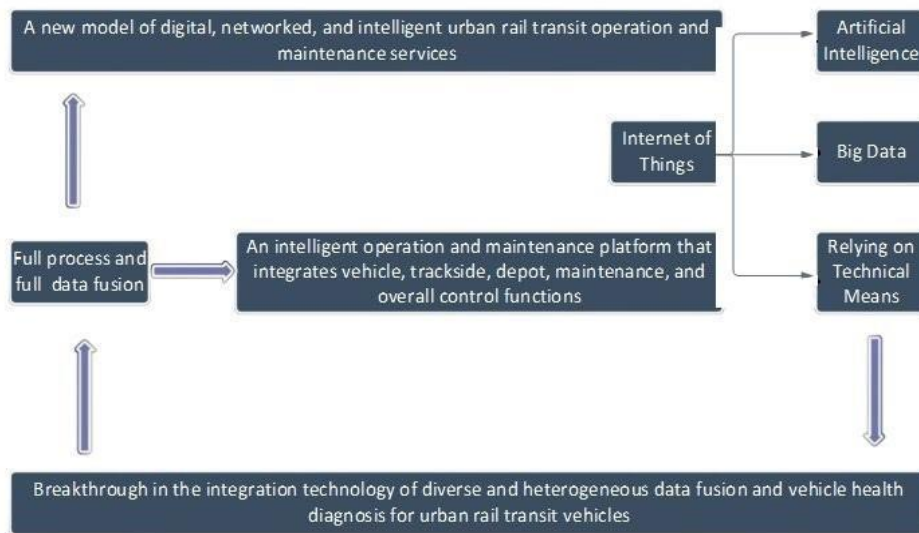 A new model of digital, networked, and intelligent urban rail transit operation and
maintenance services
Artificial
Intelligence
Internet of
Things
Big Data
Full process and
full data fusion
An intelligent operation and maintenance platform that
integrates vehicle, trackside, depot, maintenance, and
overall control functions
Relying on
Technical
Means
Breakthrough in the integration technology of diverse and heterogeneous data fusion and vehicle health
diagnosis for urban rail transit vehicles